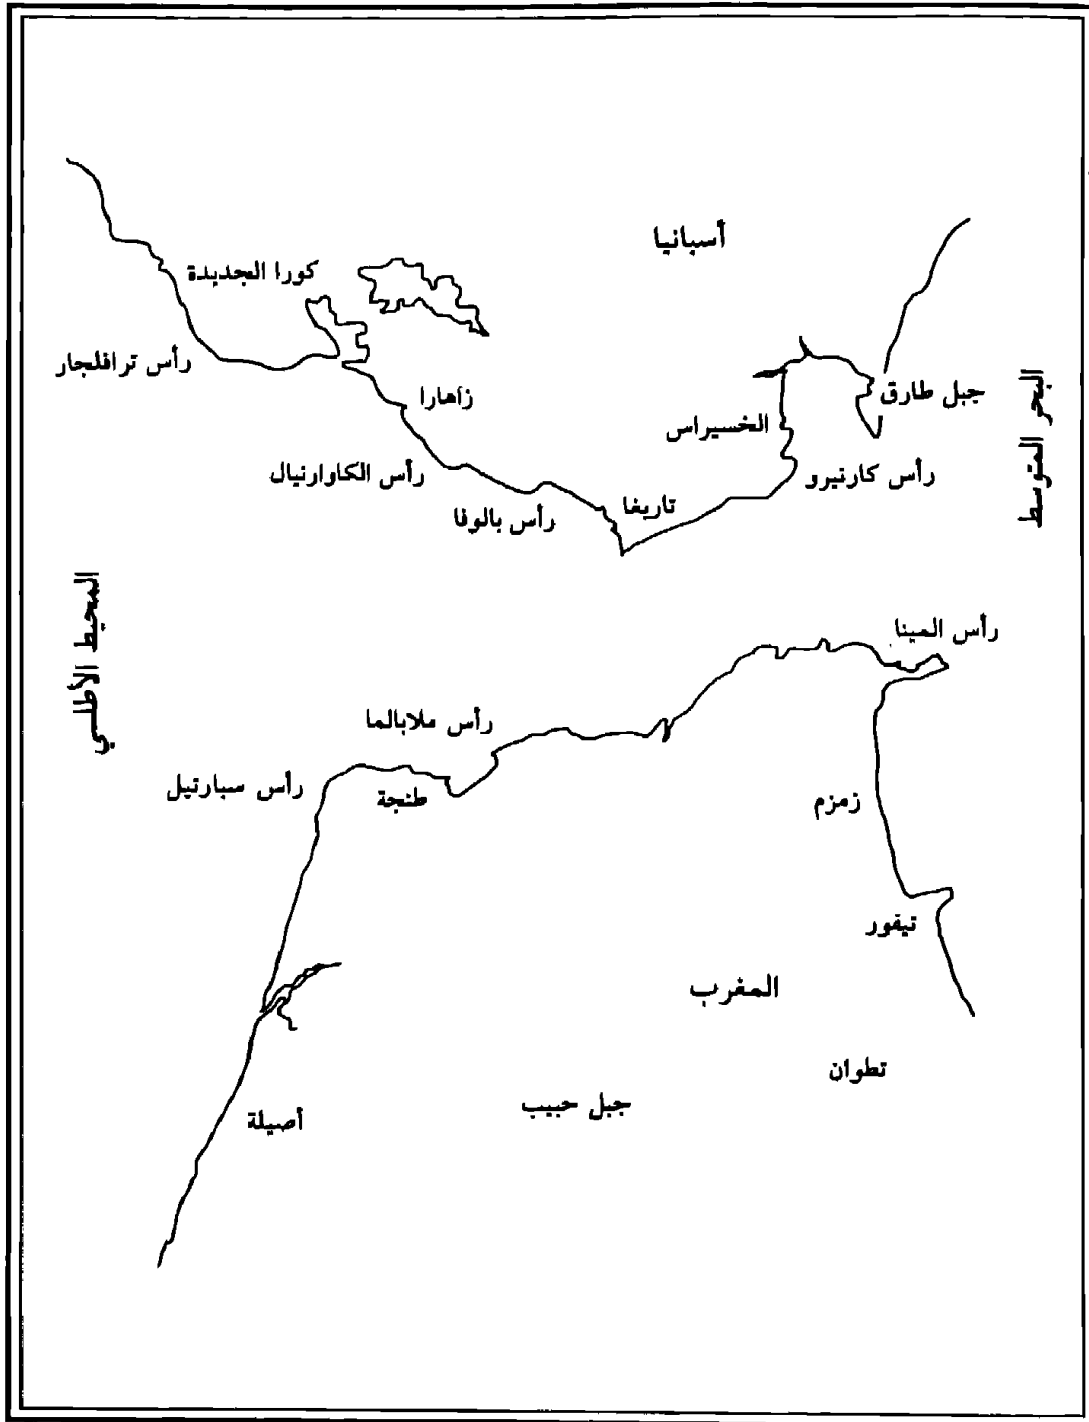 أسبانيا
كورا الجديدة
رأس ترافلجار
زاهارا
جبل طارق
البحر المتوسط
الخسيراس
رأس الكاوارنيال
رأس كارنيرو
تاريفا
رأس بالوفا
المحيط الأطلسي
رأس المينا
رأس ملابالما
رأس سبارتيل
طنجة
زمزم
نيفور
المغرب
تطوان
جبل حبيب
أصيلة